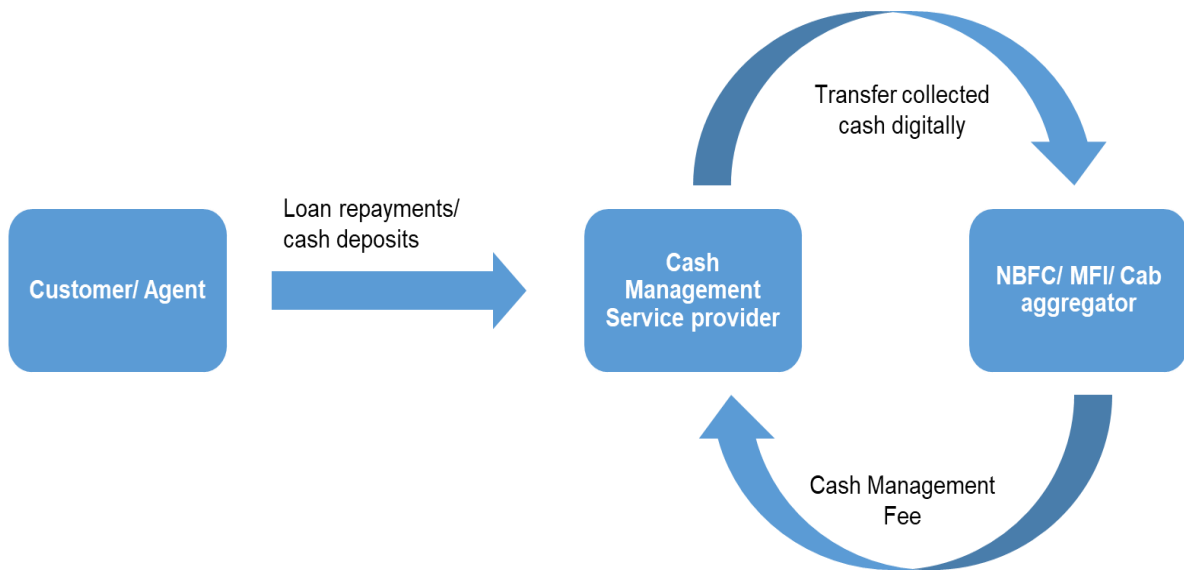 Transfer collected
cash digitally
Loan repayments/
cash deposits
Customer/ Agent
Cash
Management
Service provider
NBFC/ MFI/ Cab
aggregator
Cash Management
Fee